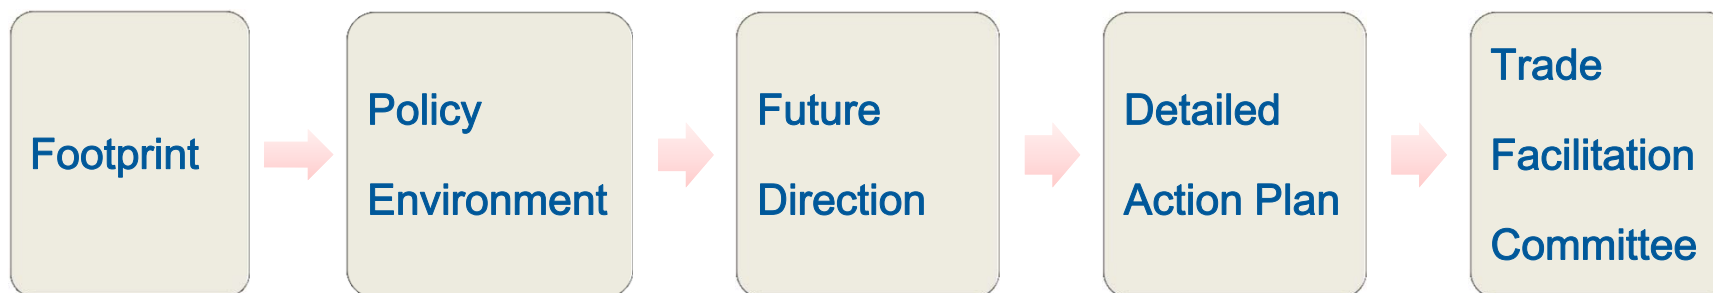 Footprint
Policy
Environment
Future
Direction
Detailed
Action Plan
Trade
Facilitation
Committee